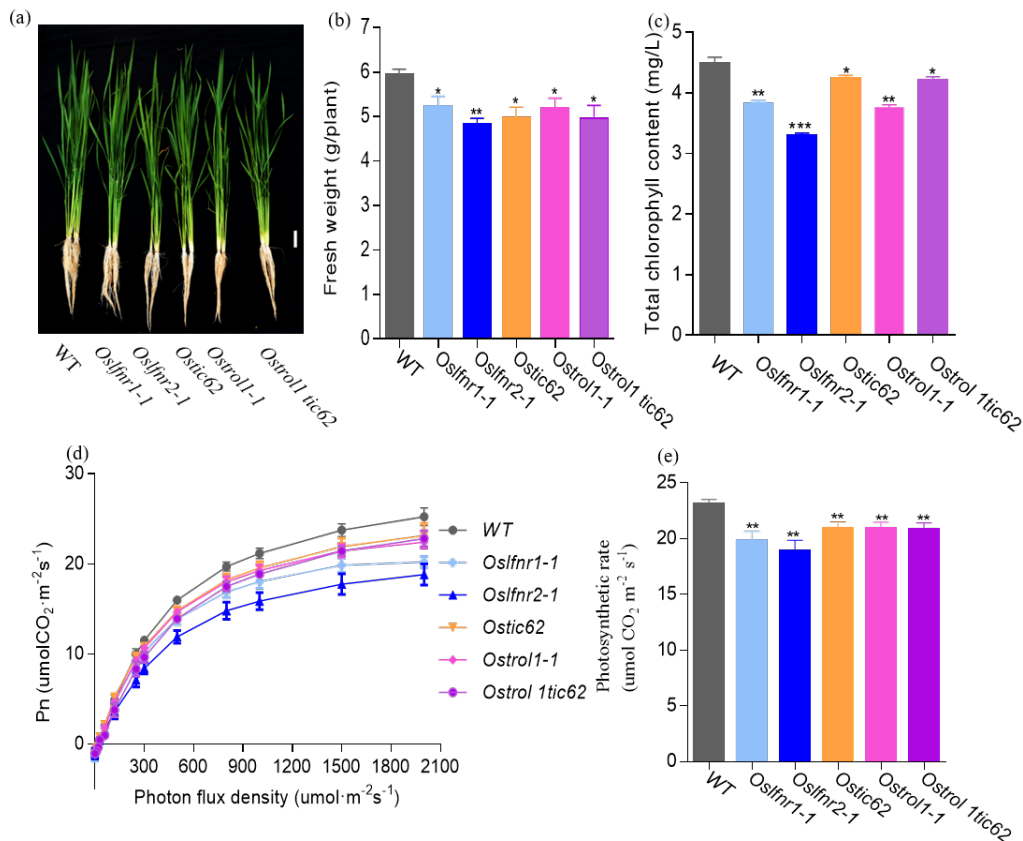 (a)
WT
Oslfnr1-1
Oslfnr2-1
Ostic62
Ostrol1-1
Ostrol1 tic62
(b)
Fresh weight (g/plant)
7
6
5
4
3
2
1
0
*
**
*
*
*
WT
Oslfnr1-1
Oslfnr2-1
Ostic62
Ostrol1-1
Ostrol1 tic62
(c)
Total chlorophyll content (mg/L)
5
4
3
2
1
0
**
***
*
**
*
WT
Oslfnr1-1
Oslfnr2-1
Ostic62
Ostrol1-1
Ostrol 1tic62
(d)
Pn (umolCO₂·m⁻²s⁻¹)
30
20
10
0
300 600 900 1200 1500 1800 2100
Photon flux density (umol·m⁻²s⁻¹)
WT
Oslfnr1-1
Oslfnr2-1
Ostic62
Ostrol1-1
Ostrol 1tic62
(e)
Photosynthetic rate
(umol CO₂ m⁻² s⁻¹)
25
20
15
10
5
0
**
**
**
**
**
WT
Oslfnr1-1
Oslfnr2-1
Ostic62
Ostrol1-1
Ostrol 1tic62